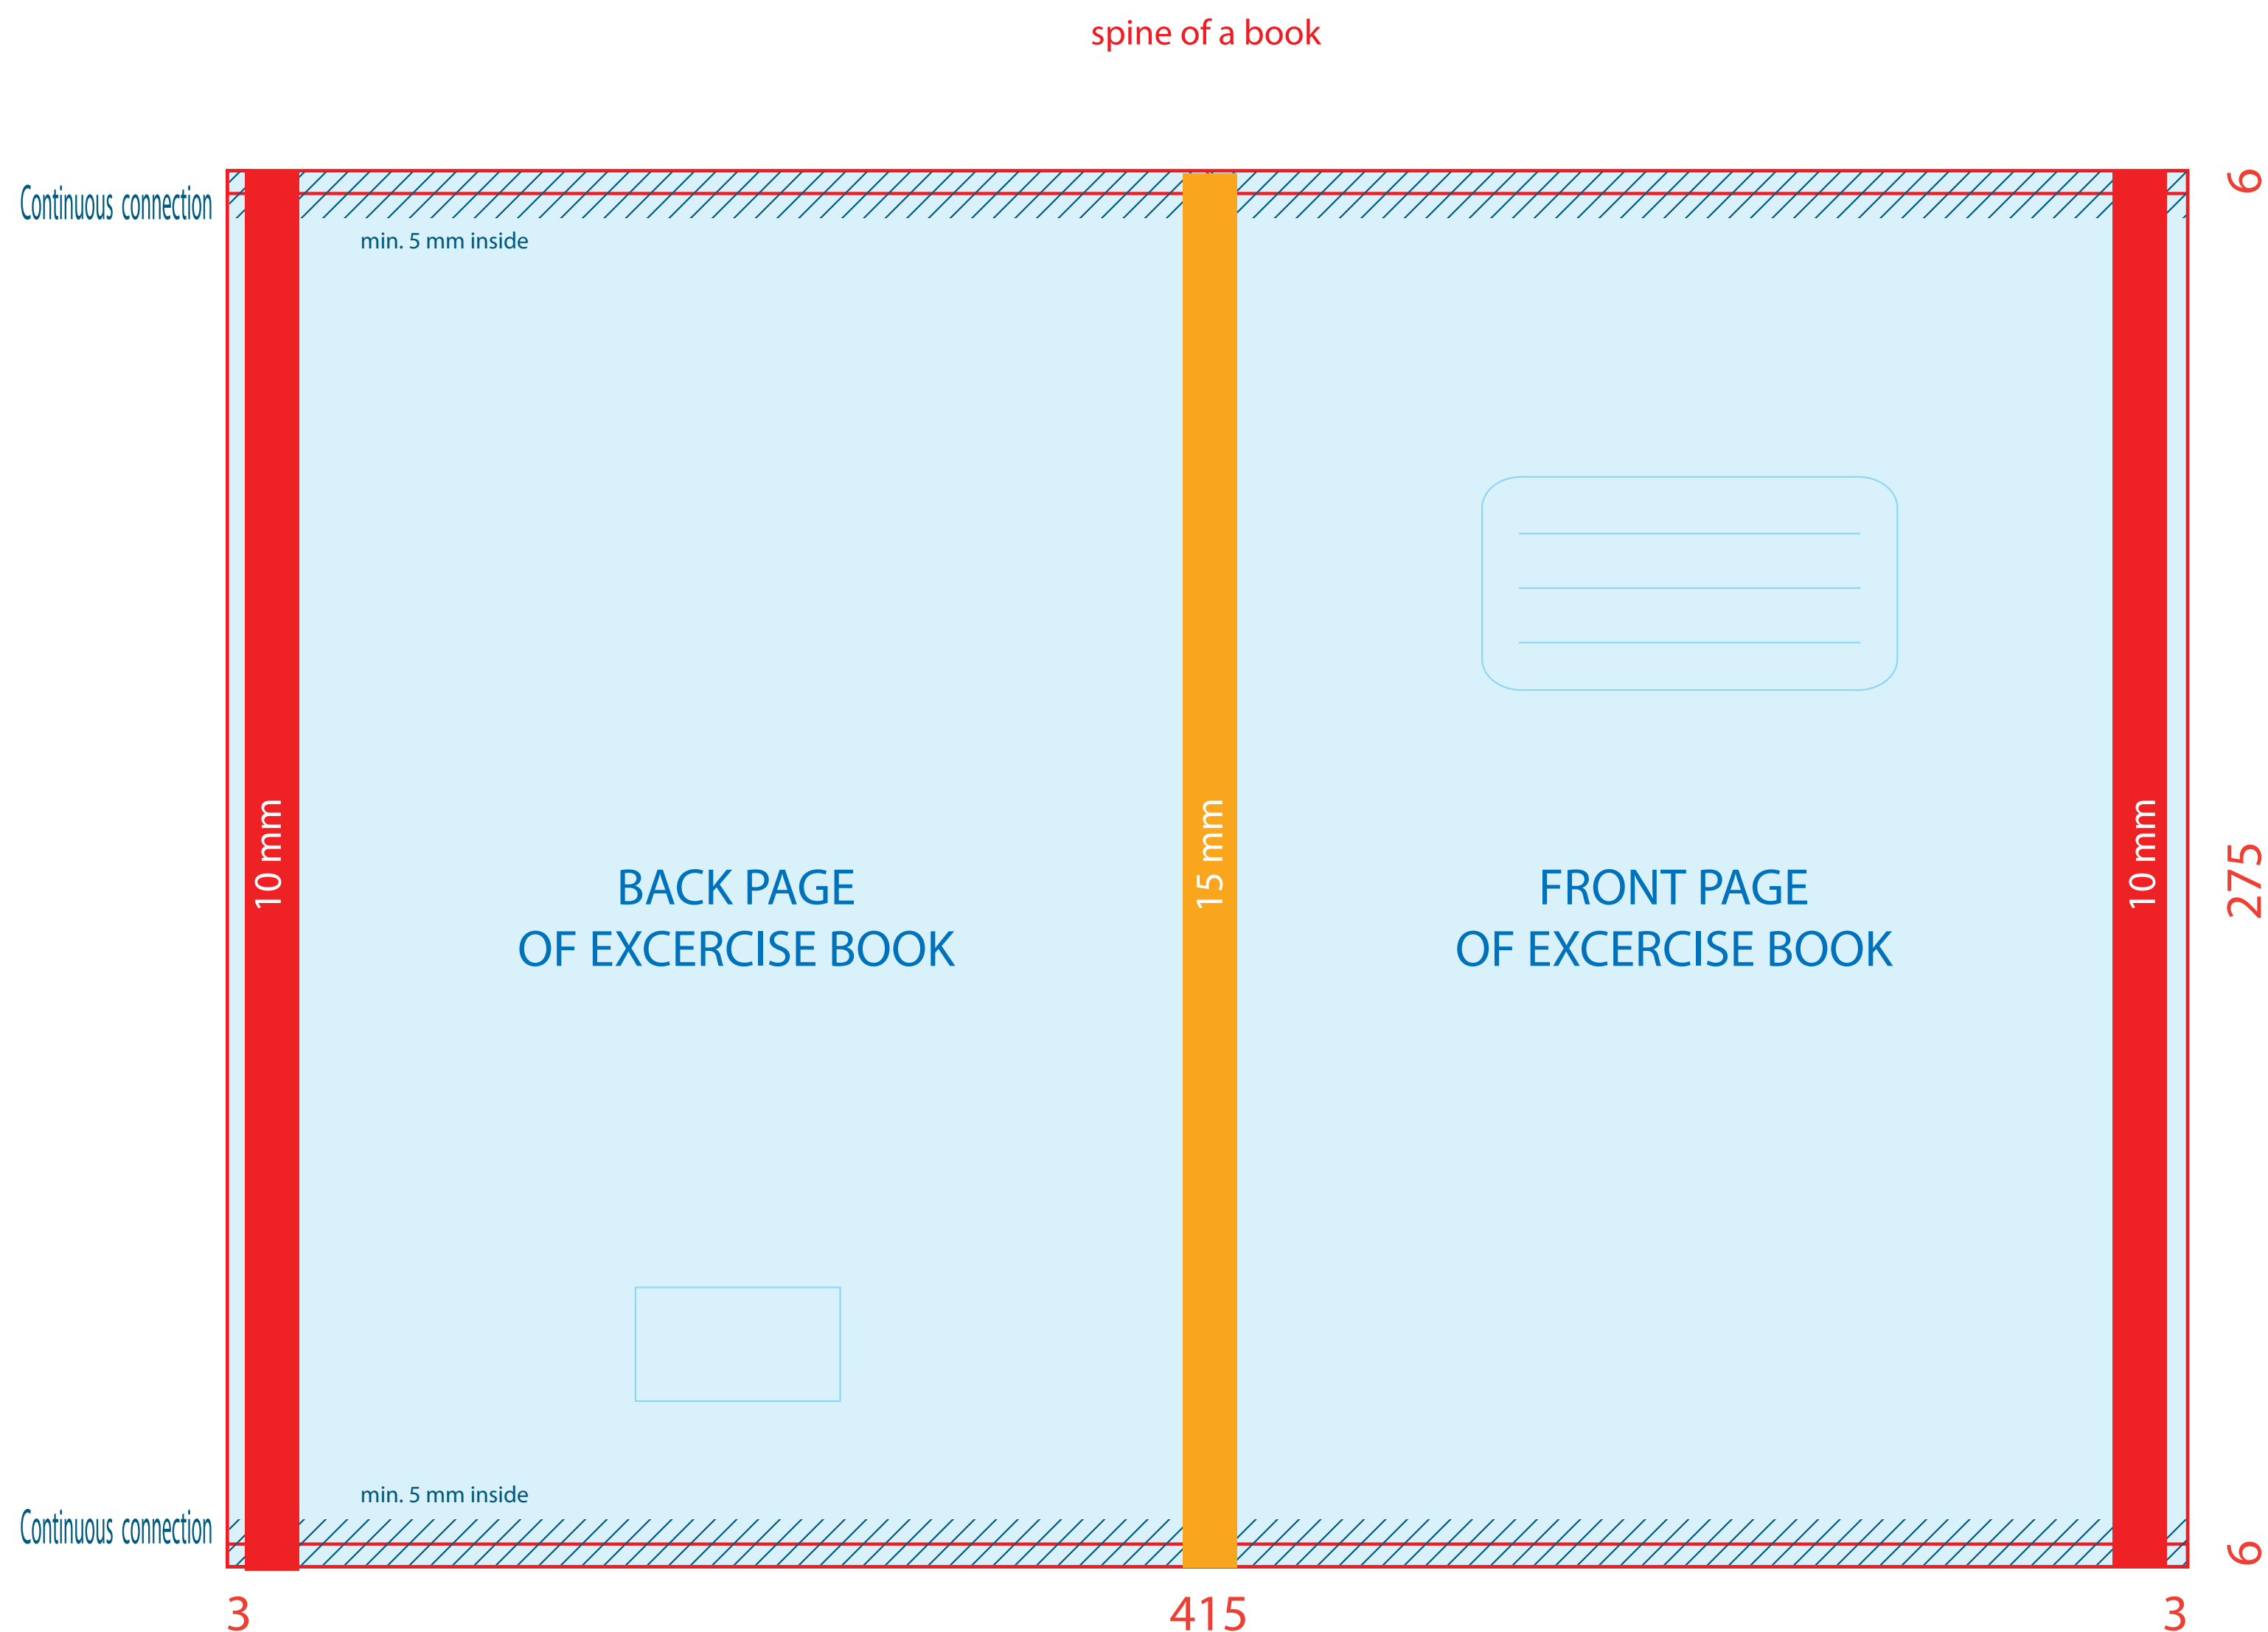 spine of a book
Continuous connection
6
min. 5 mm inside
10 mm
15 mm
10 mm
275
BACK PAGE
OF EXCERCISE BOOK
FRONT PAGE
OF EXCERCISE BOOK
min. 5 mm inside
Continuous connection
6
3
415
3